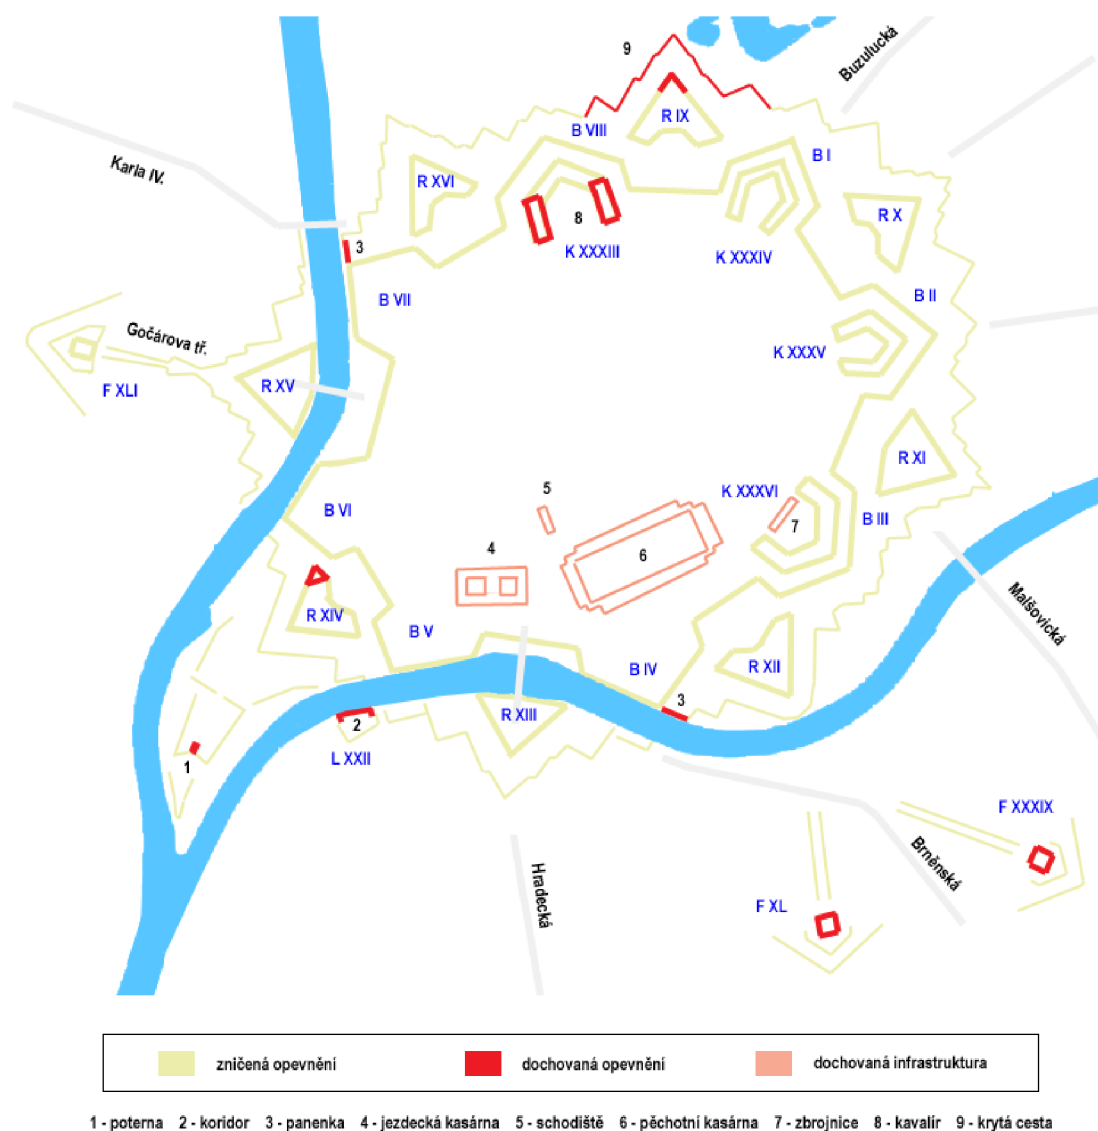 9
Buzulucká
R IX
B VIII
B I
Karla IV.
R XVI
R X
8
3
K XXXIII
K XXXIV
B VII
B II
Gočárova tř.
K XXXV
R XV
F XLI
R XI
5
K XXXVI
B VI
B III
7
4
6
R XIV
Malšovická
B V
B IV
R XII
3
R XIII
2
L XXII
1
F XXXIX
Brněnská
Hradecká
F XL
zničená opevnění
dochovaná opevnění
dochovaná infrastruktura
1 - poterna 2 - koridor 3 - panenka 4 - jezdecká kasárna 5 - schodiště 6 - pěchotní kasárna 7 - zbrojnice 8 - kavalír 9 - krytá cesta